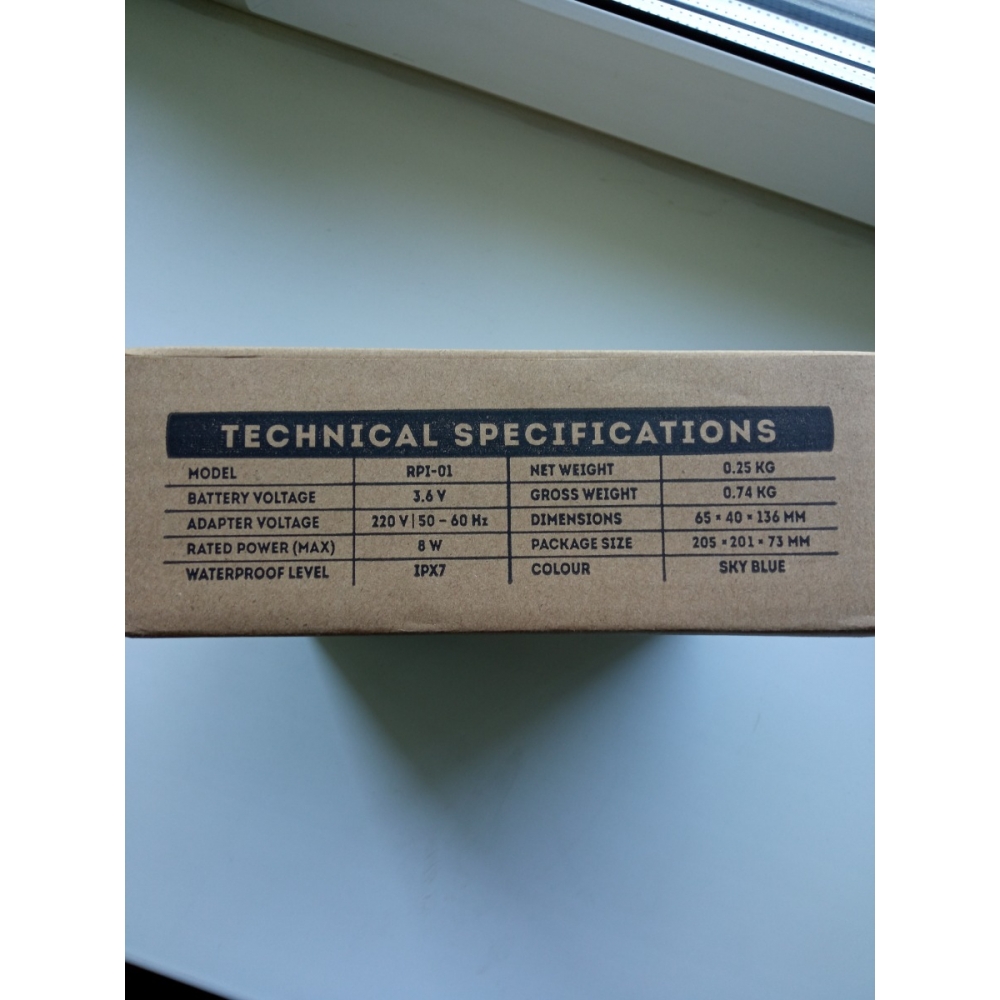 TECHNICAL SPECIFICATIONS
MODEL RPI-01 NET WEIGHT 0.25 KG
BATTERY VOLTAGE 3.6 V GROSS WEIGHT 0.74 KG
ADAPTER VOLTAGE 220 V | 50 – 60 Hz DIMENSIONS 65 * 40 * 136 MM
RATED POWER (MAX) 8 W PACKAGE SIZE 205 * 201 * 73 MM
WATERPROOF LEVEL IPX7 COLOUR SKY BLUE